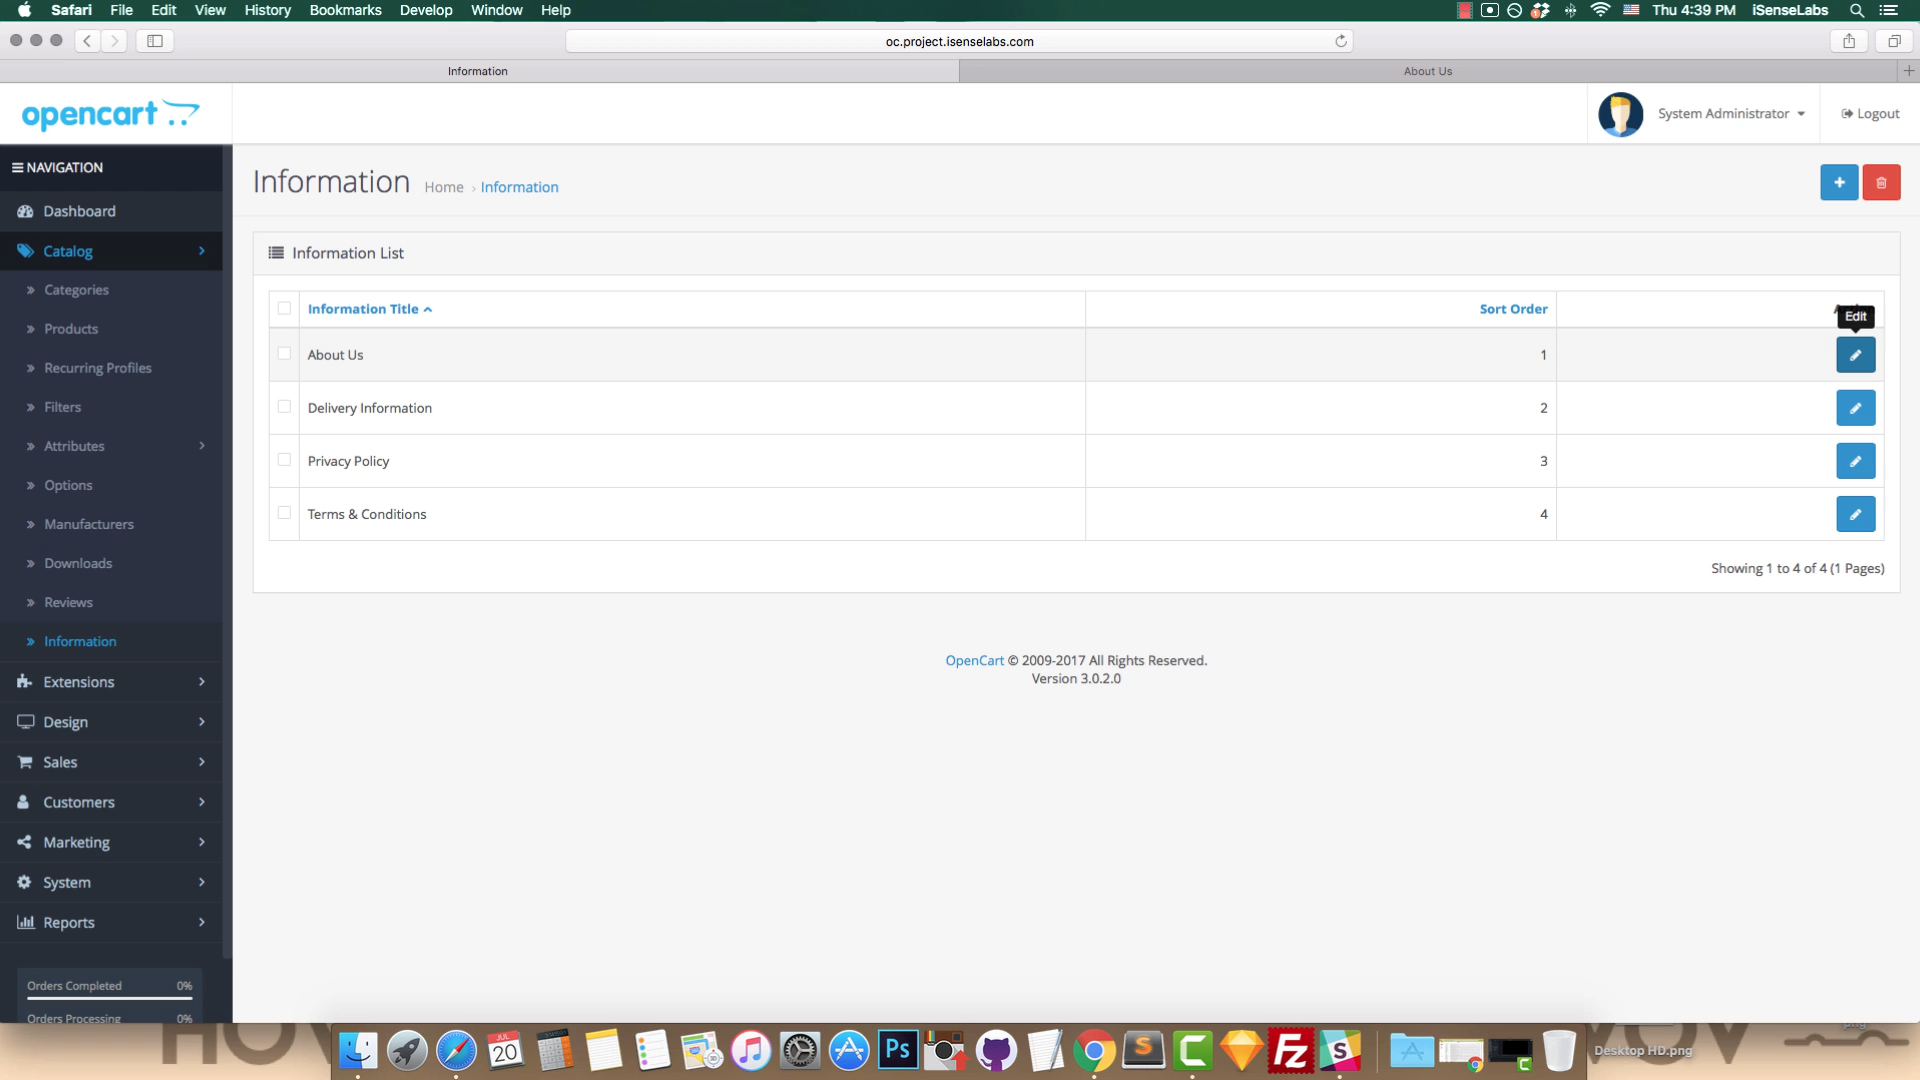 Safari File Edit View History Bookmarks Develop Window Help
Thu 4:39 PM iSenseLabs
oc.project.isenselabs.com
Information
About Us
opencart
System Administrator
Logout
NAVIGATION
Dashboard
Catalog
Categories
Products
Recurring Profiles
Filters
Attributes
Options
Manufacturers
Downloads
Reviews
Information
Extensions
Design
Sales
Customers
Marketing
System
Reports
Orders Completed 0%
Orders Processing 0%
Information Home › Information
Information List
Information Title Sort Order
Edit
About Us 1
Delivery Information 2
Privacy Policy 3
Terms & Conditions 4
Showing 1 to 4 of 4 (1 Pages)
OpenCart © 2009-2017 All Rights Reserved.
Version 3.0.2.0
JUL
20
Ps
S
C
Fz
S
Desktop HD.png